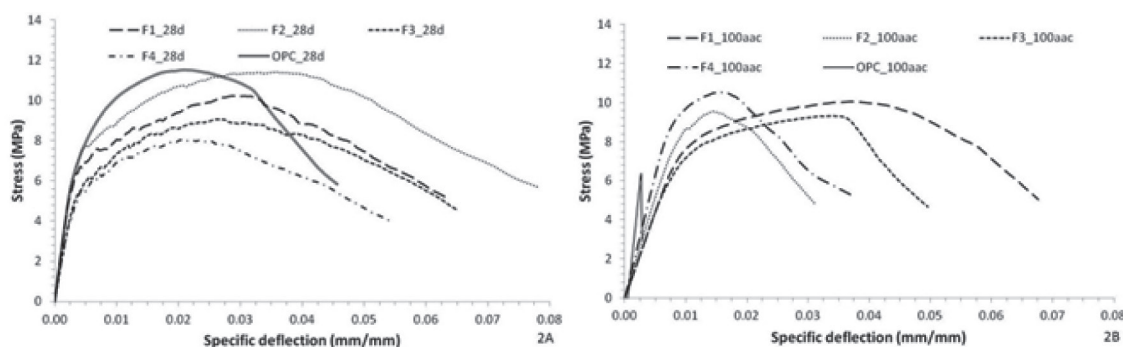 F1_28d F2_28d F3_28d
F4_28d OPC_28d
Stress (MPa)
14
12
10
8
6
4
2
0
0.00 0.01 0.02 0.03 0.04 0.05 0.06 0.07 0.08
Specific deflection (mm/mm) 2A
F1_100aac F2_100aac F3_100aac
F4_100aac OPC_100aac
Stress (MPa)
14
12
10
8
6
4
2
0
0.00 0.01 0.02 0.03 0.04 0.05 0.06 0.07 0.08
Specific deflection (mm/mm) 2B